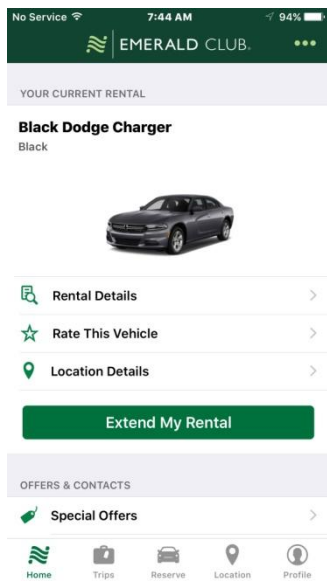 No Service 7:44 AM 94%
EMERALD CLUB.
YOUR CURRENT RENTAL
Black Dodge Charger
Black
Rental Details
Rate This Vehicle
Location Details
Extend My Rental
OFFERS & CONTACTS
Special Offers
Home Trips Reserve Location Profile